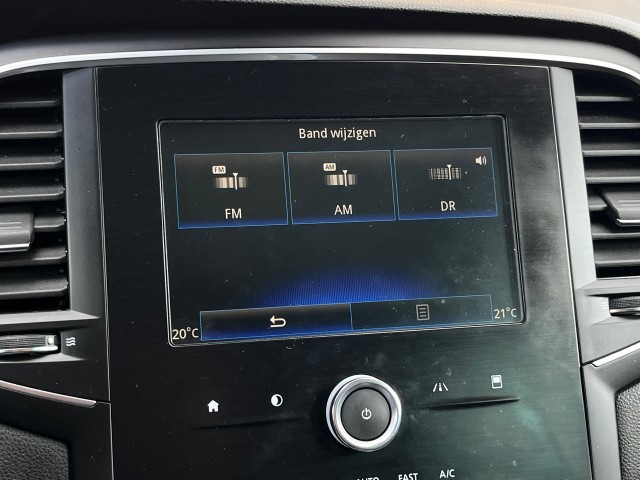 Band wijzigen
FM AM
FM AM DR
20°C 21°C
AUTO FAST A/C